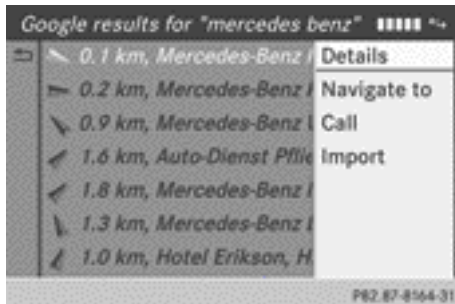 Google results for "mercedes benz"
0.1 km, Mercedes-Benz
Details
0.2 km, Mercedes-Benz
Navigate to
0.9 km, Mercedes-Benz
Call
1.6 km, Auto-Dienst Pflie
Import
1.8 km, Mercedes-Benz
1.3 km, Mercedes-Benz
1.0 km, Hotel Erikson, H
P82.87-8164-31